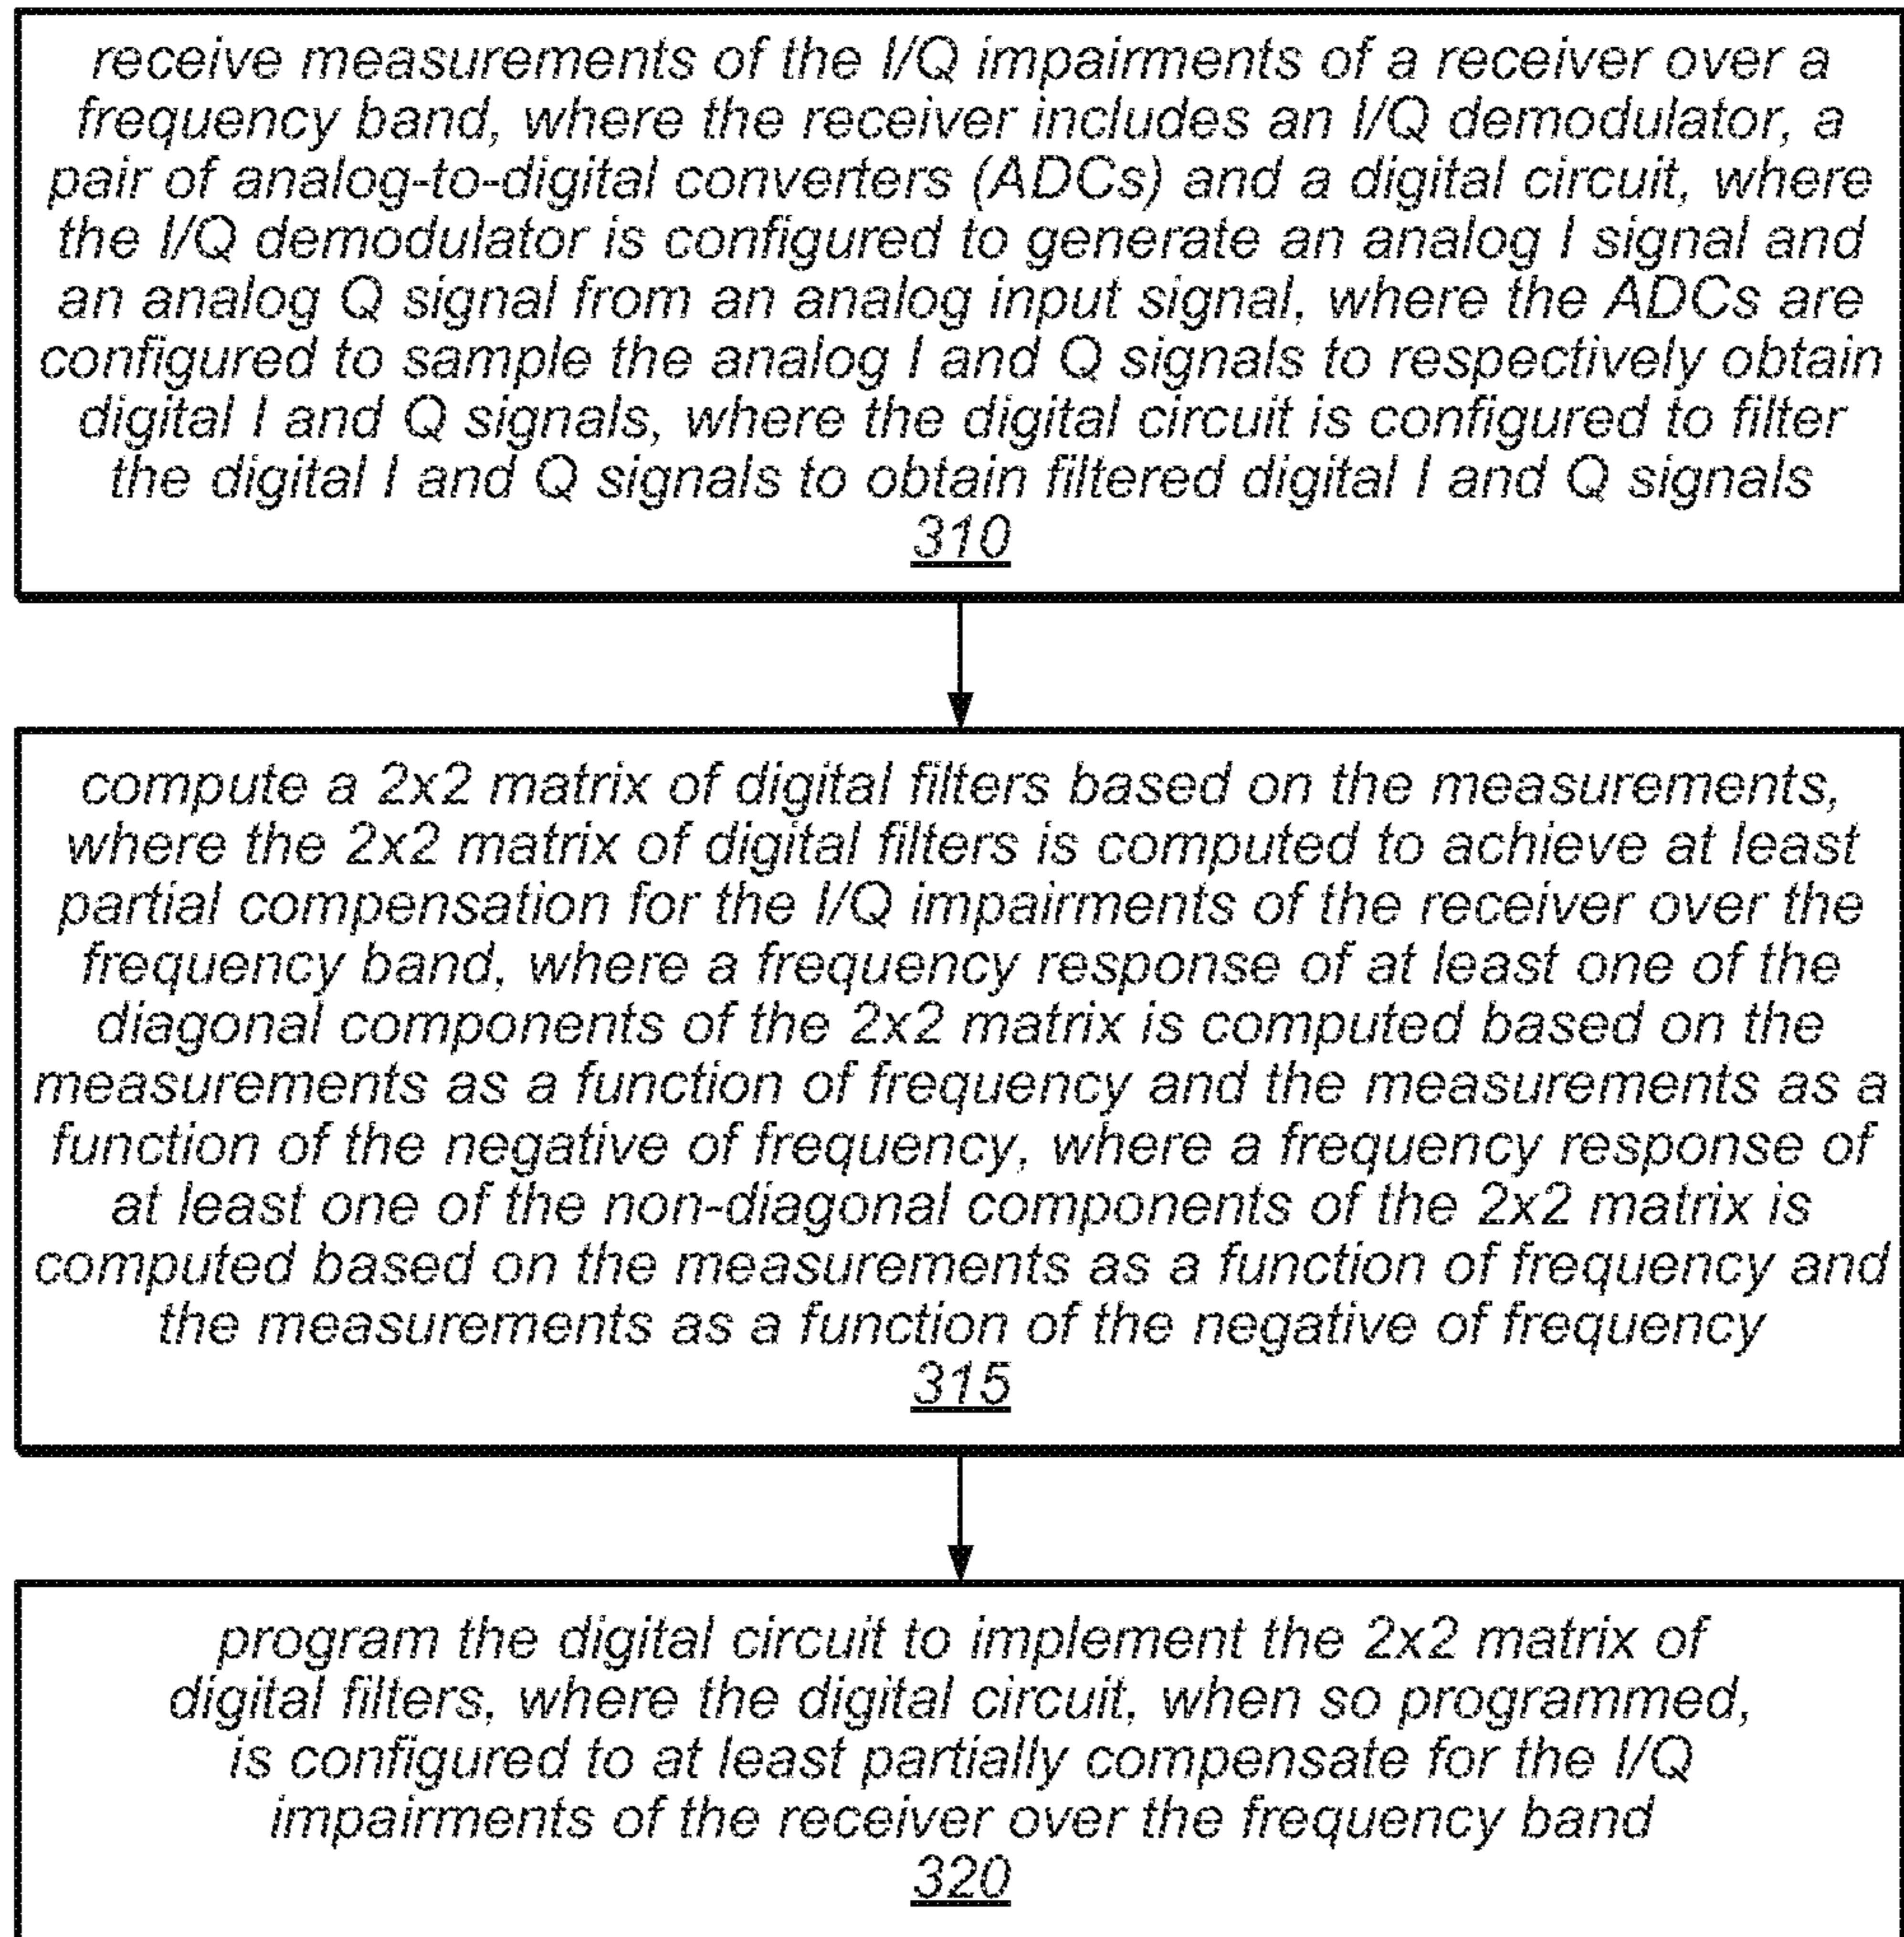 receive measurements of the I/Q impairments of a receiver over a
frequency band, where the receiver includes an I/Q demodulator, a
pair of analog-to-digital converters (ADCs) and a digital circuit, where
the I/Q demodulator is configured to generate an analog I signal and
an analog Q signal from an analog input signal, where the ADCs are
configured to sample the analog I and Q signals to respectively obtain
digital I and Q signals, where the digital circuit is configured to filter
the digital I and Q signals to obtain filtered digital I and Q signals
310
compute a 2x2 matrix of digital filters based on the measurements,
where the 2x2 matrix of digital filters is computed to achieve at least
partial compensation for the I/Q impairments of the receiver over the
frequency band, where a frequency response of at least one of the
diagonal components of the 2x2 matrix is computed based on the
measurements as a function of frequency and the measurements as a
function of the negative of frequency, where a frequency response of
at least one of the non-diagonal components of the 2x2 matrix is
computed based on the measurements as a function of frequency and
the measurements as a function of the negative of frequency
315
program the digital circuit to implement the 2x2 matrix of
digital filters, where the digital circuit, when so programmed,
is configured to at least partially compensate for the I/Q
impairments of the receiver over the frequency band
320